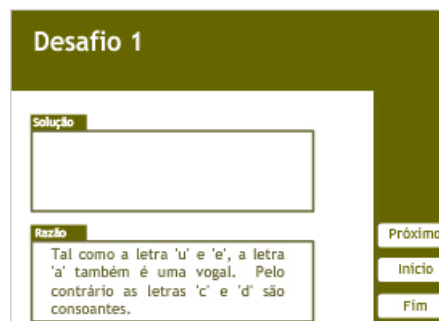 Desafio 1
Solução
Razão
Tal como a letra 'u' e 'e', a letra
'a' também é uma vogal. Pelo
contrário as letras 'c' e 'd' são
consoantes.
Próximo
Início
Fim